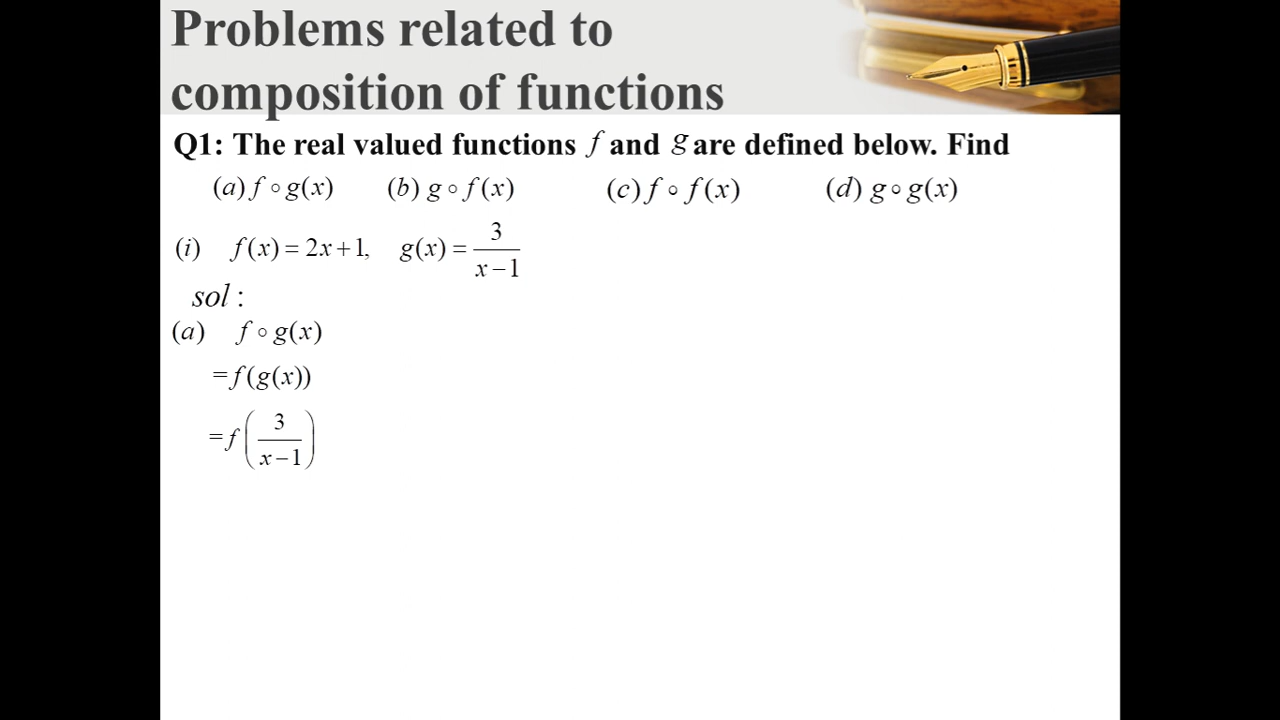 Problems related to
composition of functions
Q1: The real valued functions f and g are defined below. Find
(a) f ∘ g(x) (b) g ∘ f(x) (c) f ∘ f(x) (d) g ∘ g(x)
(i) f(x) = 2x + 1, g(x) = 3/(x − 1)
sol :
(a) f ∘ g(x)
= f(g(x))
= f(3/(x − 1))